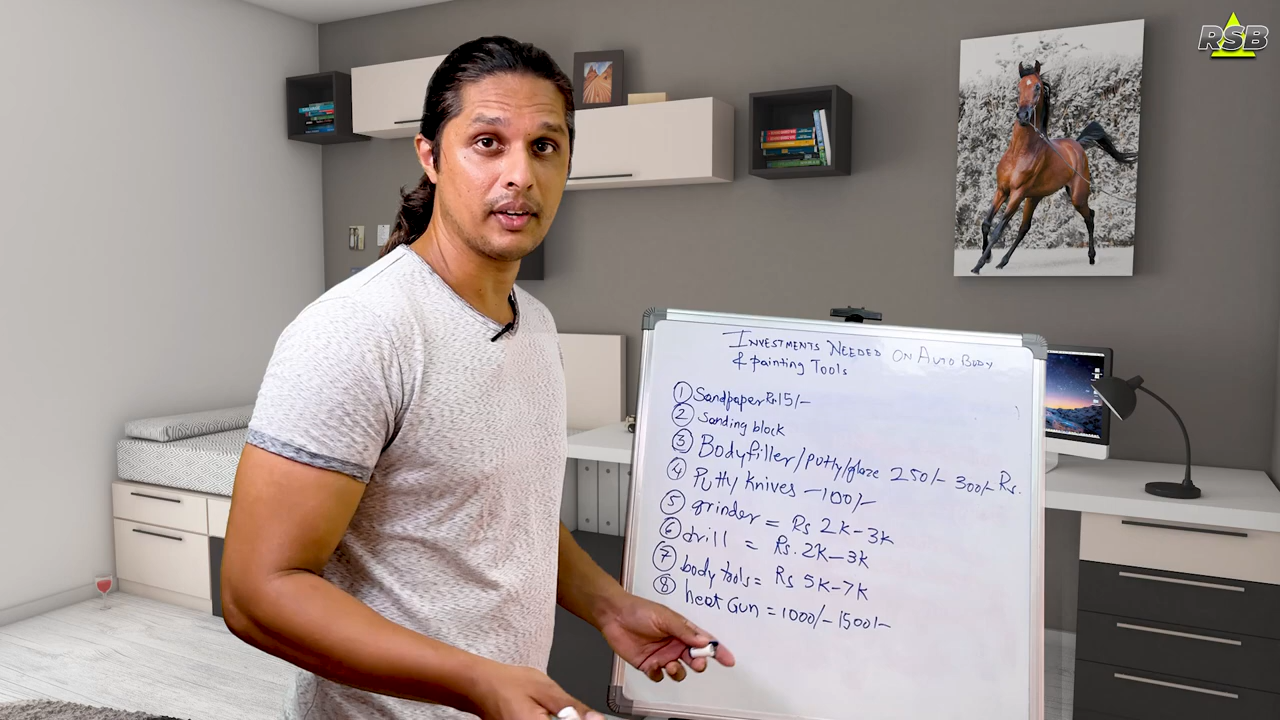 RSB
INVESTMENTS NEEDED ON AUTO BODY
& painting Tools
① Sandpaper Rs15/-
② Sanding block
③ Bodyfiller/putty/glaze 250/- 300/- Rs.
④ Putty Knives -100/-
⑤ grinder = Rs 2K-3K
⑥ drill = Rs. 2K-3K
⑦ body tools = Rs 5K-7K
⑧ heat Gun = 1000/- 1500/-